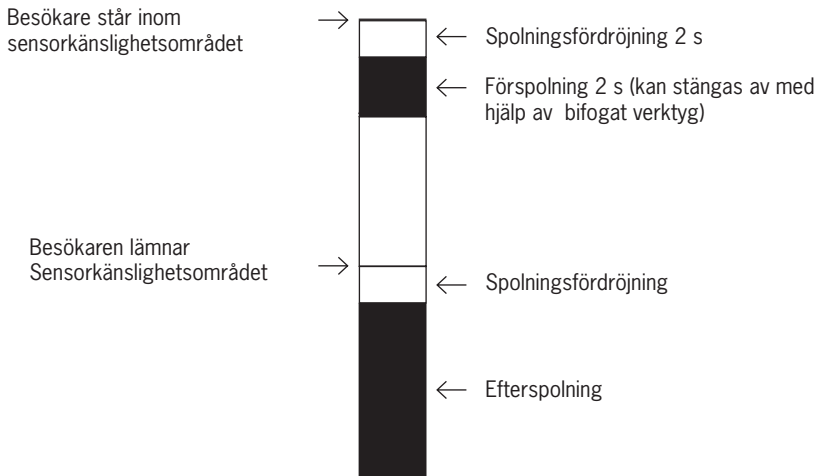 Besökare står inom
sensorkänslighetsområdet
Spolningsfördröjning 2 s
Förspolning 2 s (kan stängas av med
hjälp av bifogat verktyg)
Besökaren lämnar
Sensorkänslighetsområdet
Spolningsfördröjning
Efterspolning